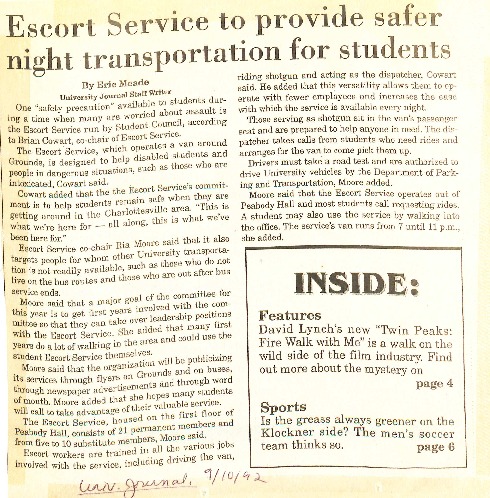 Escort Service to provide safer
night transportation for students
By Eric Meade
University Journal Staff Writer
One "safety precaution" available to students dur-
ing a time when many are worried about assault is
the Escort Service run by Student Council, according
to Brian Cowart, co-chair of Escort Service.
The Escort Service, which operates a van around
Grounds, is designed to help disabled students and
people in dangerous situations, such as those who are
intoxicated, Cowart said.
Cowart added that the the Escort Service's commit-
ment is to help students remain safe when they are
getting around in the Charlottesville area. "This is
what we're here for — all along, this is what we've
been here for."
Escort Service co-chair Ria Moore said that it also
targets people for whom other University transporta-
tion is not readily available, such as those who do not
live on the bus routes and those who are out after bus
service ends.
Moore said that a major goal of the committee for
this year is to get first years involved with the com-
mittee so that they can take over leadership positions
with the Escort Service. She added that many first
years do a lot of walking in the area and could use the
student Escort Service themselves.
Moore said that the organization will be publicizing
its services through flyers on Grounds and on buses,
through newspaper advertisements and through word
of mouth. Moore added that she hopes many students
will call to take advantage of their valuable service.
The Escort Service, housed on the first floor of
Peabody Hall, consists of 21 permanent members and
from five to 10 substitute members, Moore said.
Escort workers are trained in all the various jobs
involved with the service, including driving the van,
riding shotgun and acting as the dispatcher, Cowart
said. He added that this versatility allows them to op-
erate with fewer employees and increases the ease
with which the service is available every night.
Those serving as shotgun sit in the van's passenger
seat and are prepared to help anyone in need. The dis-
patcher takes calls from students who need rides and
arranges for the van to come pick them up.
Drivers must take a road test and are authorized to
drive University vehicles by the Department of Park-
ing and Transportation, Moore added.
Moore said that the Escort Service operates out of
Peabody Hall and most students call requesting rides.
A student may also use the service by walking into
the office. The service's van runs from 7 until 11 p.m.,
she added.
INSIDE:
Features
David Lynch's new "Twin Peaks:
Fire Walk with Me" is a walk on the
wild side of the film industry. Find
out more about the mystery on
page 4
Sports
Is the greass always greener on the
Klockner side? The men's soccer
team thinks so.
page 6
Univ. Journal, 9/10/92